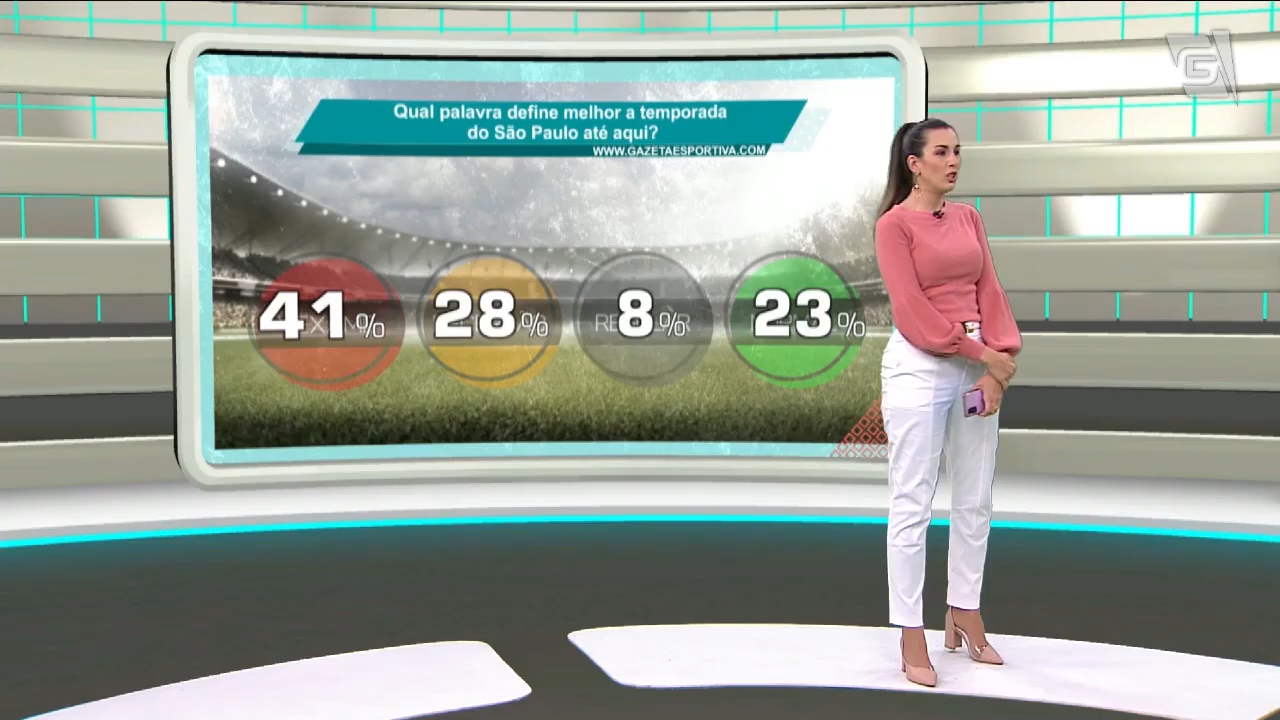 Qual palavra define melhor a temporada
do São Paulo até aqui?
WWW.GAZETAESPORTIVA.COM
41% 28% 8% 23%
G